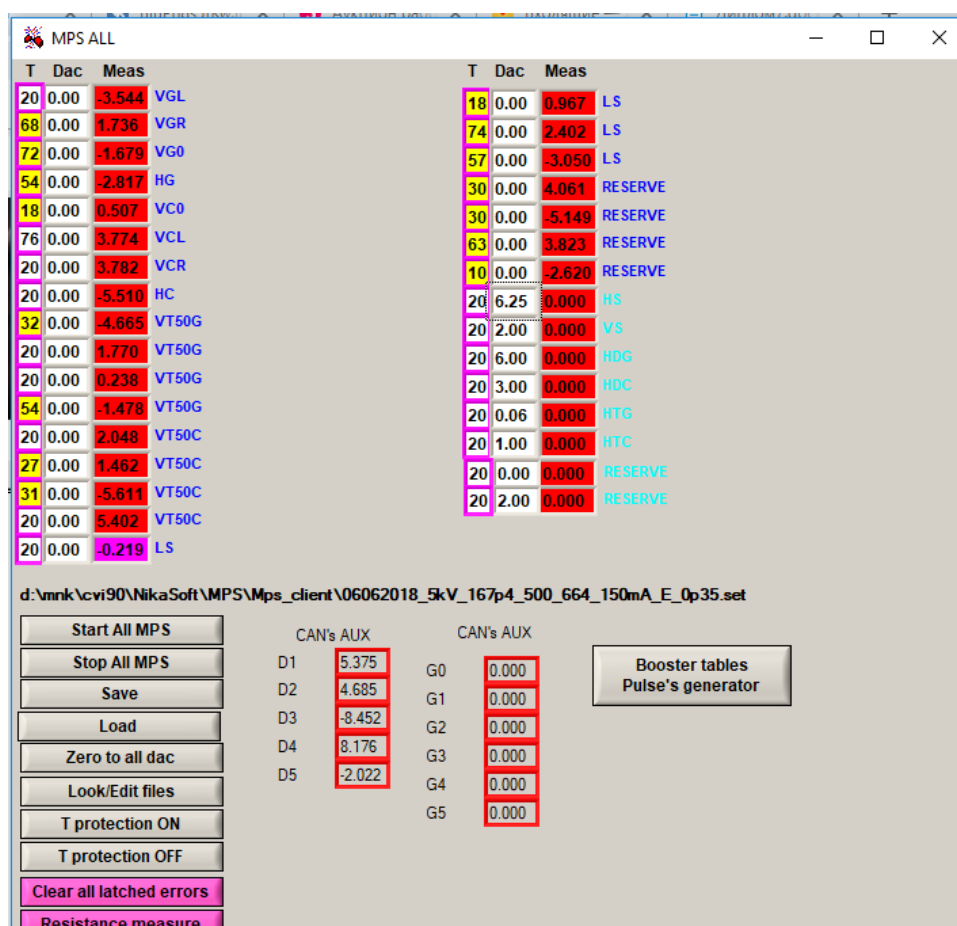 MPS ALL
T Dac Meas
20 0.00 -3.544 VGL
68 0.00 1.736 VGR
72 0.00 -1.679 VG0
54 0.00 -2.817 HG
18 0.00 0.507 VC0
76 0.00 3.774 VCL
20 0.00 3.782 VCR
20 0.00 -5.510 HC
32 0.00 -4.665 VT50G
20 0.00 1.770 VT50G
20 0.00 0.238 VT50G
54 0.00 -1.478 VT50G
20 0.00 2.048 VT50C
27 0.00 1.462 VT50C
31 0.00 -5.611 VT50C
20 0.00 5.402 VT50C
20 0.00 -0.219 LS
T Dac Meas
18 0.00 0.967 LS
74 0.00 2.402 LS
57 0.00 -3.050 LS
30 0.00 4.061 RESERVE
30 0.00 -5.149 RESERVE
63 0.00 3.823 RESERVE
10 0.00 -2.620 RESERVE
20 6.25 0.000 HS
20 2.00 0.000 VS
20 6.00 0.000 HDG
20 3.00 0.000 HDC
20 0.06 0.000 HTG
20 1.00 0.000 HTC
20 0.00 0.000 RESERVE
20 2.00 0.000 RESERVE
d:\mnk\cvi90\NikaSoft\MPS\Mps_client\06062018_5kV_167p4_500_664_150mA_E_0p35.set
Start All MPS
Stop All MPS
Save
Load
Zero to all dac
Look/Edit files
T protection ON
T protection OFF
Clear all latched errors
Resistance measure
CAN's AUX
D1 5.375
D2 4.685
D3 -8.452
D4 8.176
D5 -2.022
CAN's AUX
G0 0.000
G1 0.000
G2 0.000
G3 0.000
G4 0.000
G5 0.000
Booster tables
Pulse's generator